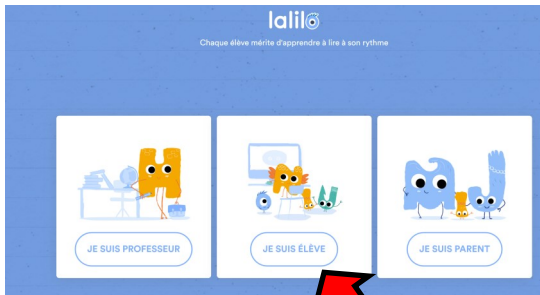 lalilo
Chaque élève mérite d'apprendre à lire à son rythme
JE SUIS PROFESSEUR
JE SUIS ÉLÈVE
JE SUIS PARENT